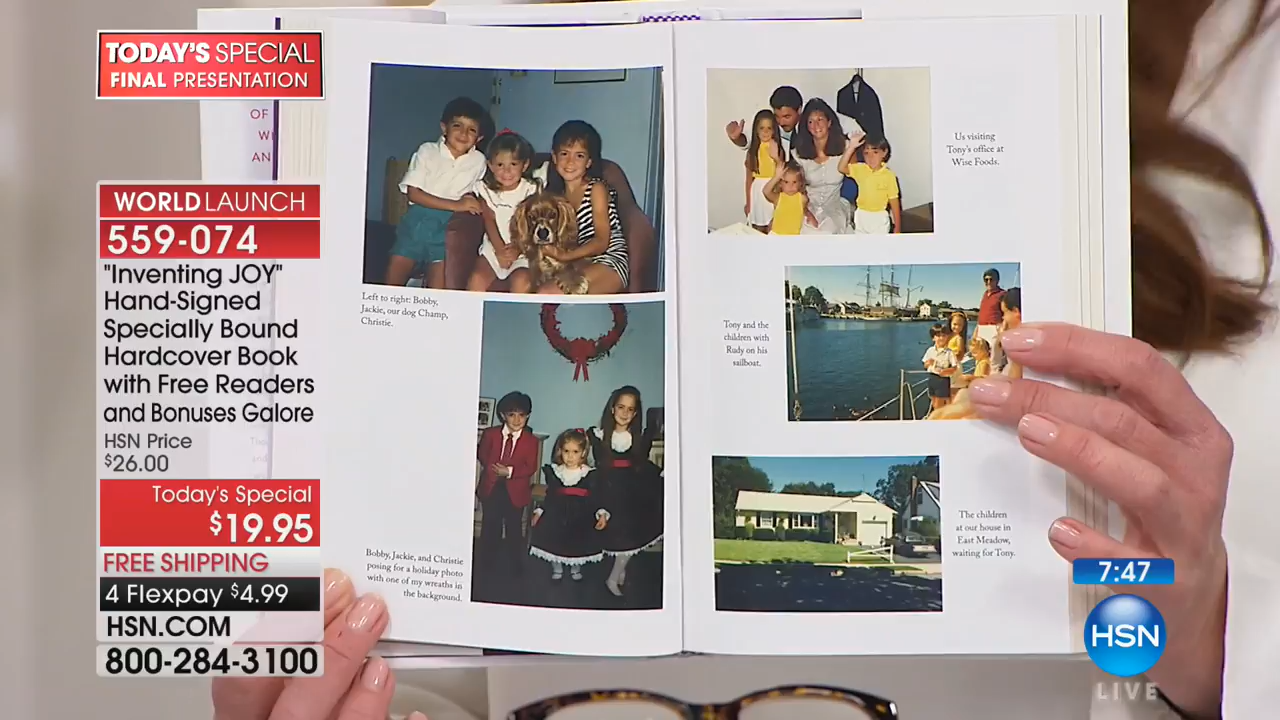 TODAY'S SPECIAL
FINAL PRESENTATION
OF
AN
WORLD LAUNCH
559-074
"Inventing JOY"
Hand-Signed
Specially Bound
Hardcover Book
with Free Readers
and Bonuses Galore
HSN Price
$26.00
Today's Special
$19.95
FREE SHIPPING
4 Flexpay $4.99
HSN.COM
800-284-3100
Left to right: Bobby,
Jackie, our dog Champ,
Christie.
Bobby, Jackie, and Christie
posing for a holiday photo
with one of my wreaths in
the background.
Us visiting
Tony's office at
Wise Foods.
Tony and the
children with
Rudy on his
sailboat.
The children
at our house in
East Meadow,
waiting for Tony.
7:47
HSN
LIVE